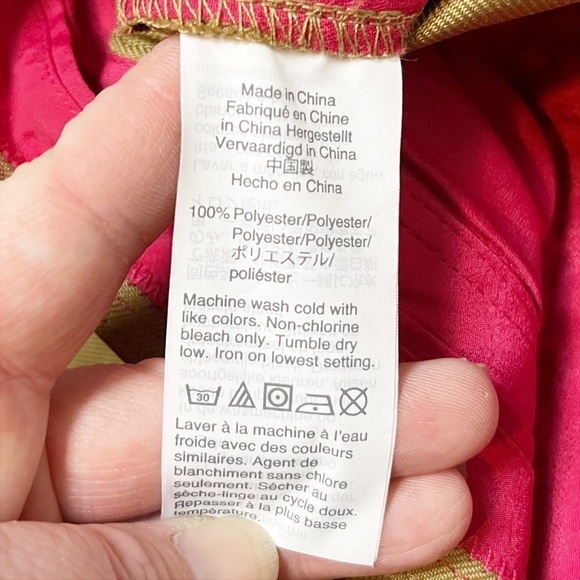 Made in China
Fabriqué en Chine
in China Hergestellt
Vervaardigd in China
中国製
Hecho en China
100% Polyester/Polyester/
Polyester/Polyester/
ポリエステル/
poliéster
Machine wash cold with
like colors. Non-chlorine
bleach only. Tumble dry
low. Iron on lowest setting.
30
Laver à la machine à l'eau
froide avec des couleurs
similaires. Agent de
blanchiment sans chlore
seulement. Sécher au
sèche-linge au cycle doux.
Repasser à la plus basse
température.